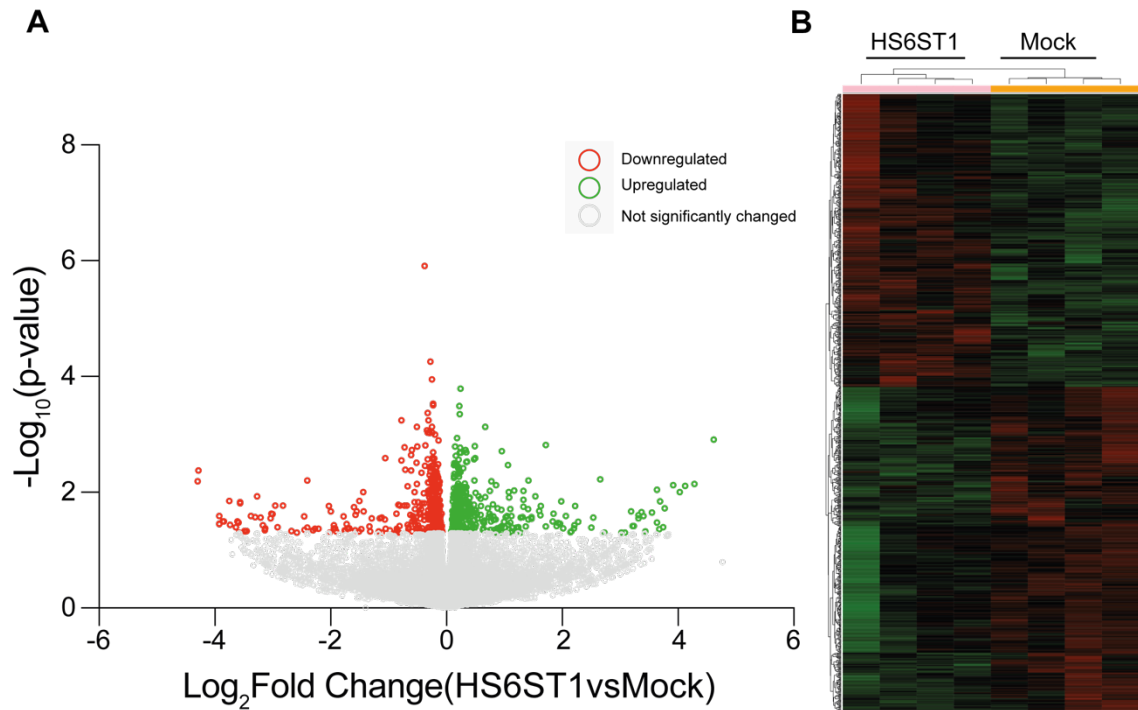 A
B
HS6ST1
Mock
Downregulated
Upregulated
Not significantly changed
8
6
4
2
0
-Log10(p-value)
-6
-4
-2
0
2
4
6
Log2Fold Change(HS6ST1vsMock)